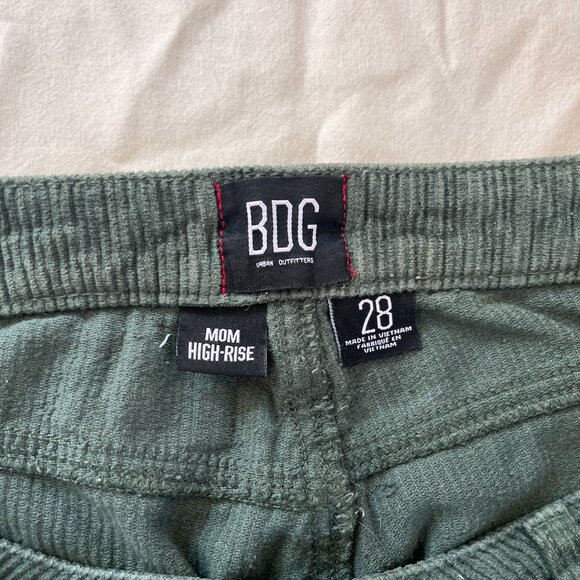 BDG
URBAN OUTFITTERS
MOM
HIGH-RISE
28
MADE IN VIETNAM
FABRIQUÉ EN
VIETNAM